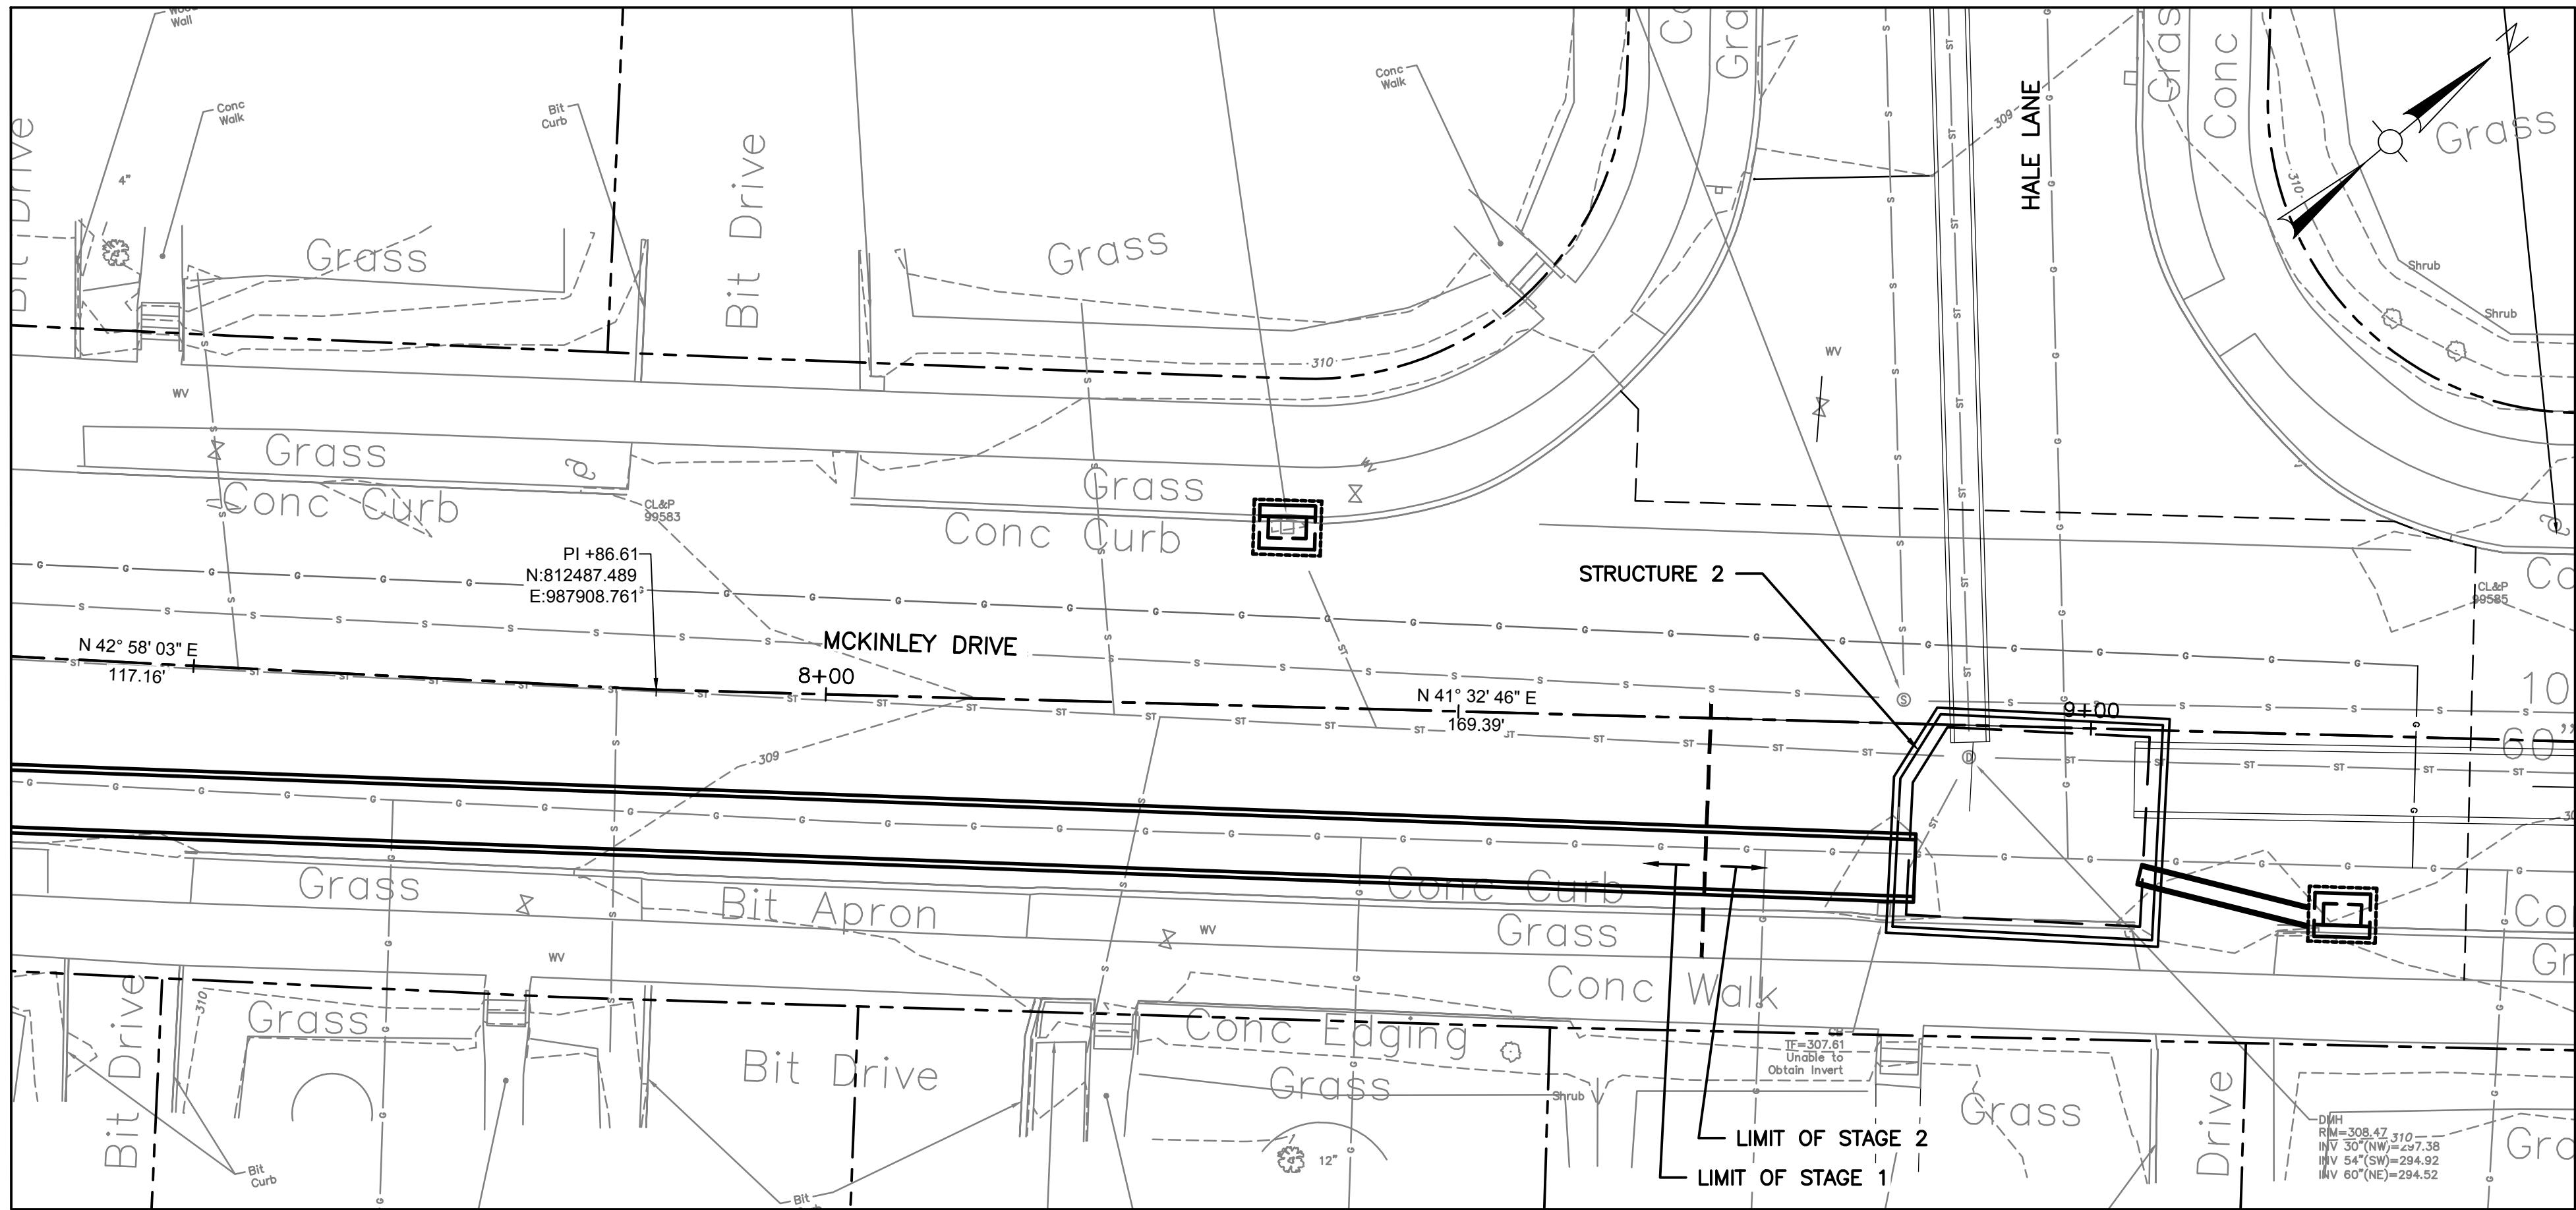 Wall
Conc
Walk
Bit
Curb
Conc
Walk
HALE LANE
309
N
Grass
Conc
Grass
4"
Bit Drive
Bit Drive
Grass
Grass
310
310
Shrub
Shrub
WV
WV
Grass
Conc Curb
CL&P
99583
Grass
Conc Curb
PI +86.61
N:812487.489
E:987908.761
STRUCTURE 2
CL&P
99585
MCKINLEY DRIVE
N 42° 58' 03" E
117.16'
8+00
N 41° 32' 46" E
169.39'
9+00
S
D
10
60"
309
Grass
Bit Apron
Conc Curb
Grass
WV
WV
Conc Walk
Bit Drive
310
Grass
Bit Drive
Conc Edging
Grass
Shrub
CB
TF=307.61
Unable to
Obtain Invert
Grass
Drive
12"
LIMIT OF STAGE 2
LIMIT OF STAGE 1
Bit
Curb
Bit
DMH
RIM=308.47
310
INV 30"(NW)=297.38
INV 54"(SW)=294.92
INV 60"(NE)=294.52